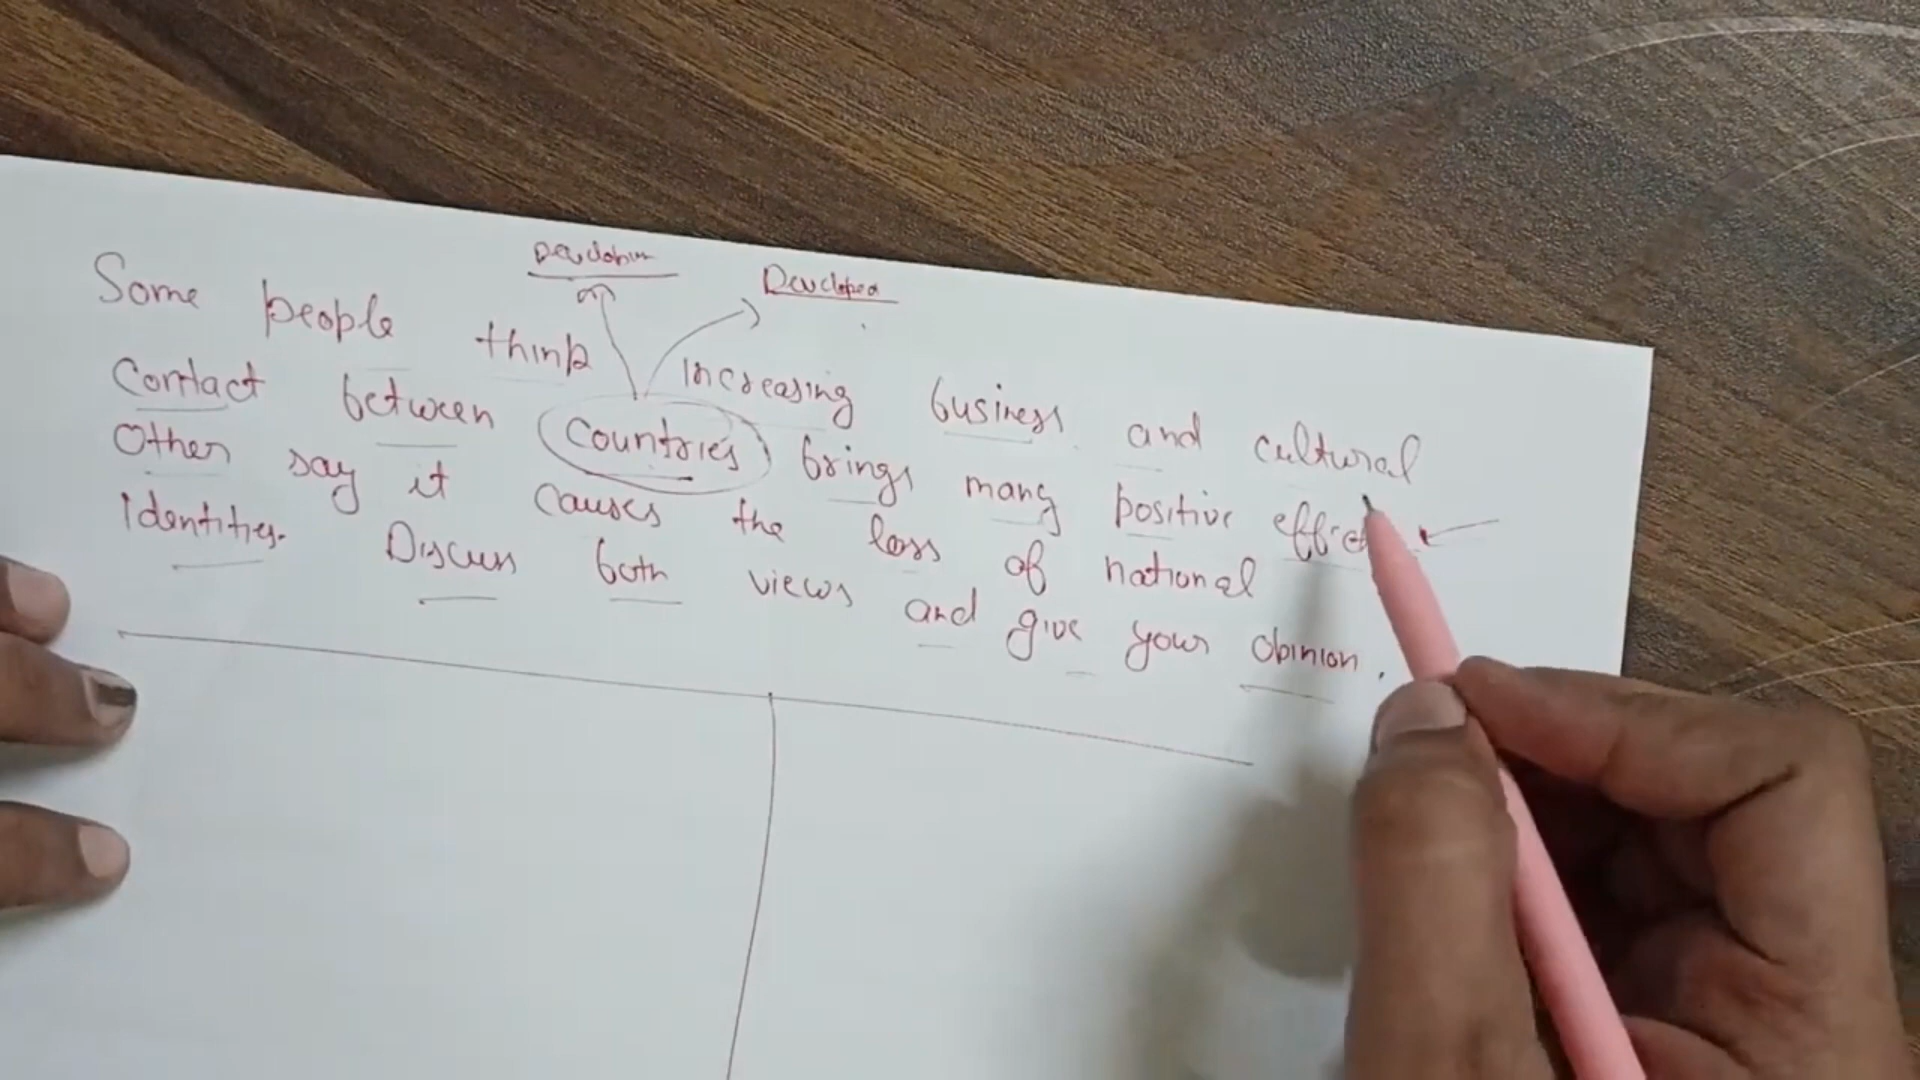 Developed
Some people think increasing business and cultural
Contact between Countries brings many positive
Other say it causes the loss of national
identities. Discuss both views and give your opinion.